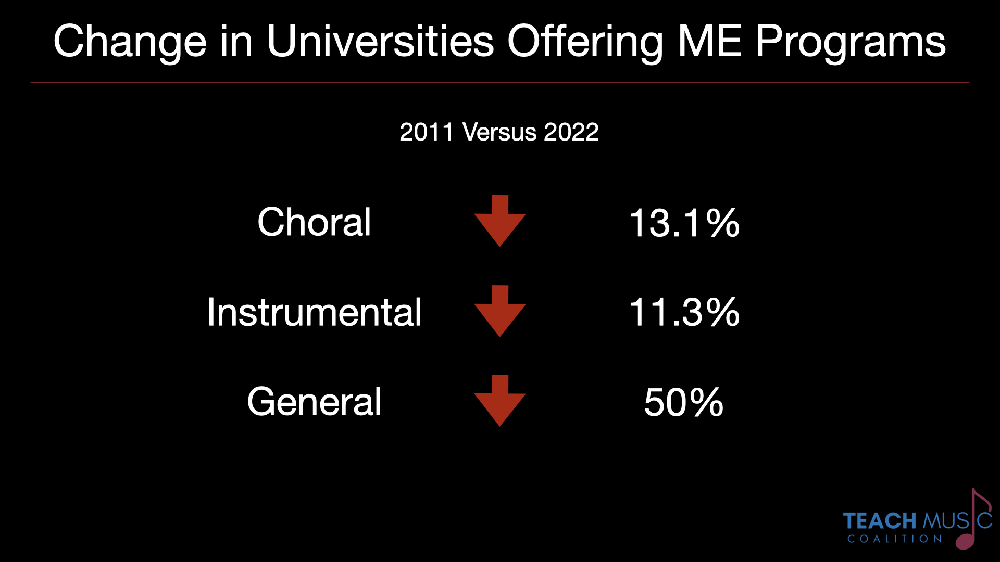 Change in Universities Offering ME Programs
2011 Versus 2022
Choral 13.1%
Instrumental 11.3%
General 50%
TEACH MUSIC
COALITION